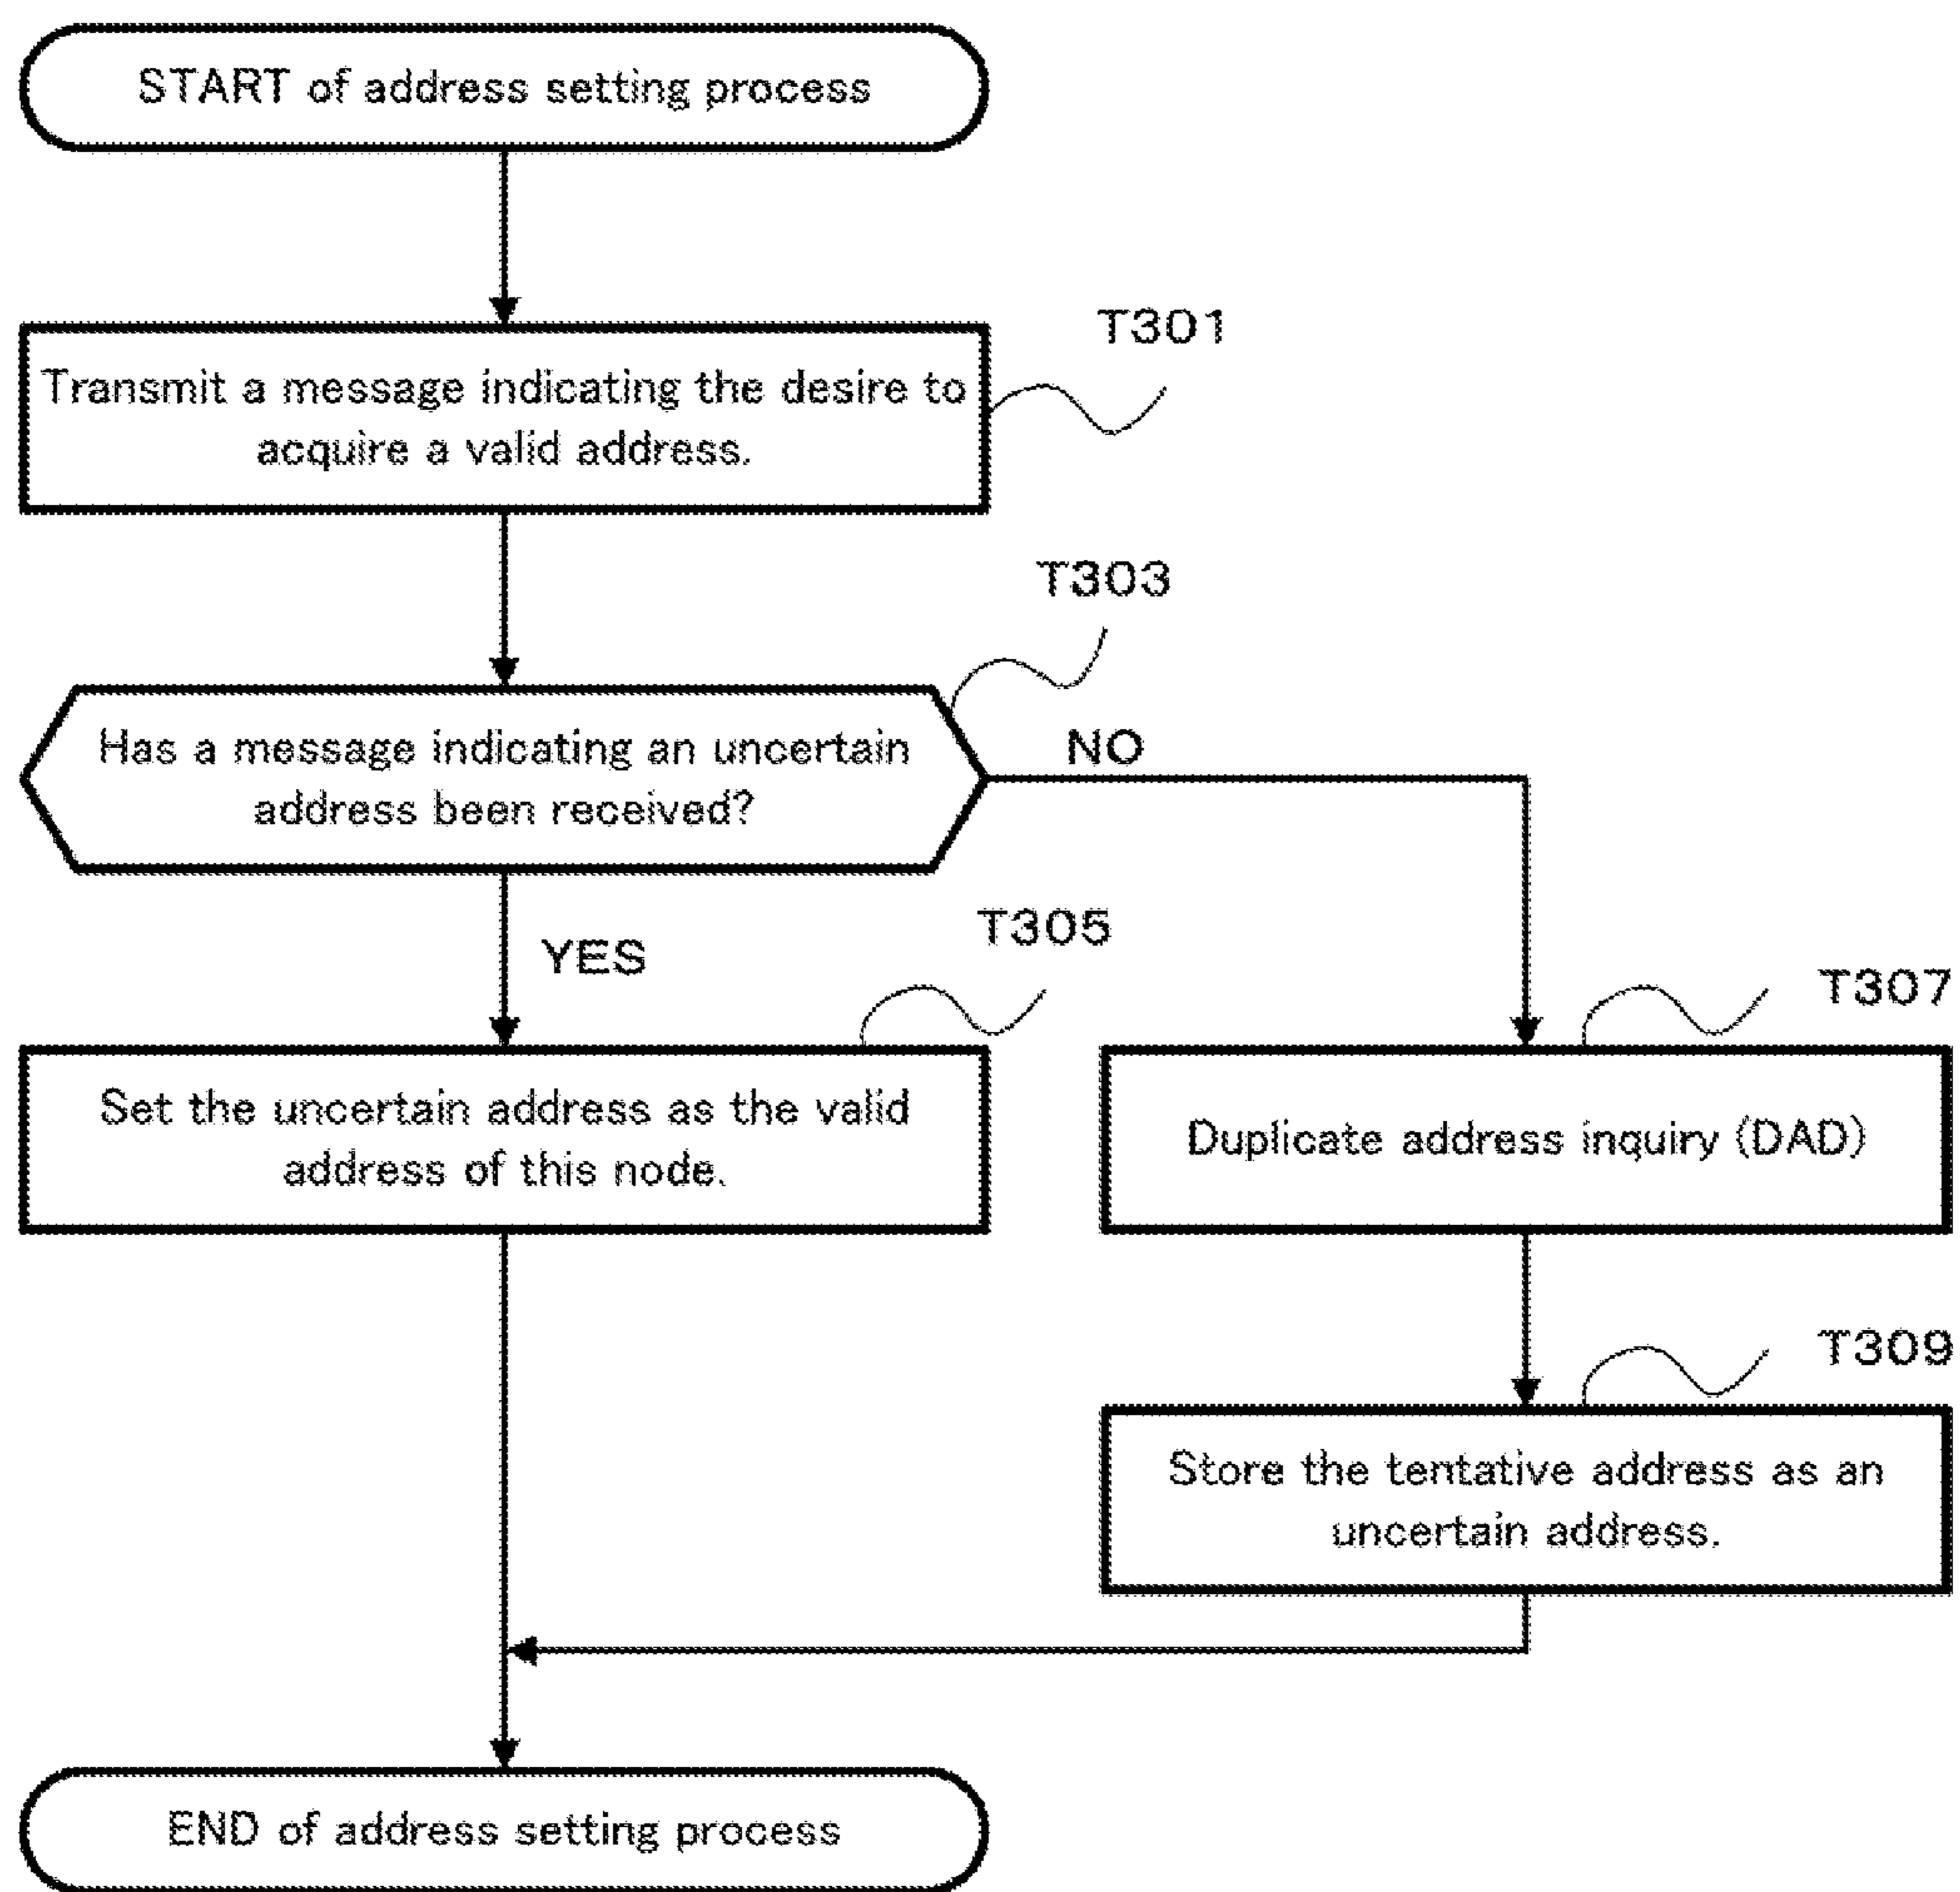 START of address setting process
T301
Transmit a message indicating the desire to
acquire a valid address.
T303
Has a message indicating an uncertain
address been received?
NO
YES
T305
Set the uncertain address as the valid
address of this node.
T307
Duplicate address inquiry (DAD)
T309
Store the tentative address as an
uncertain address.
END of address setting process